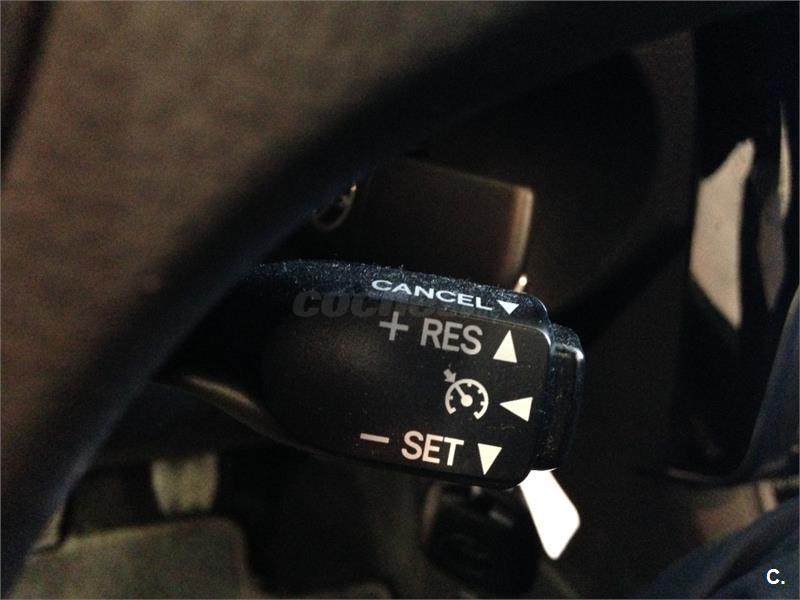 CANCEL
+ RES
- SET
C.